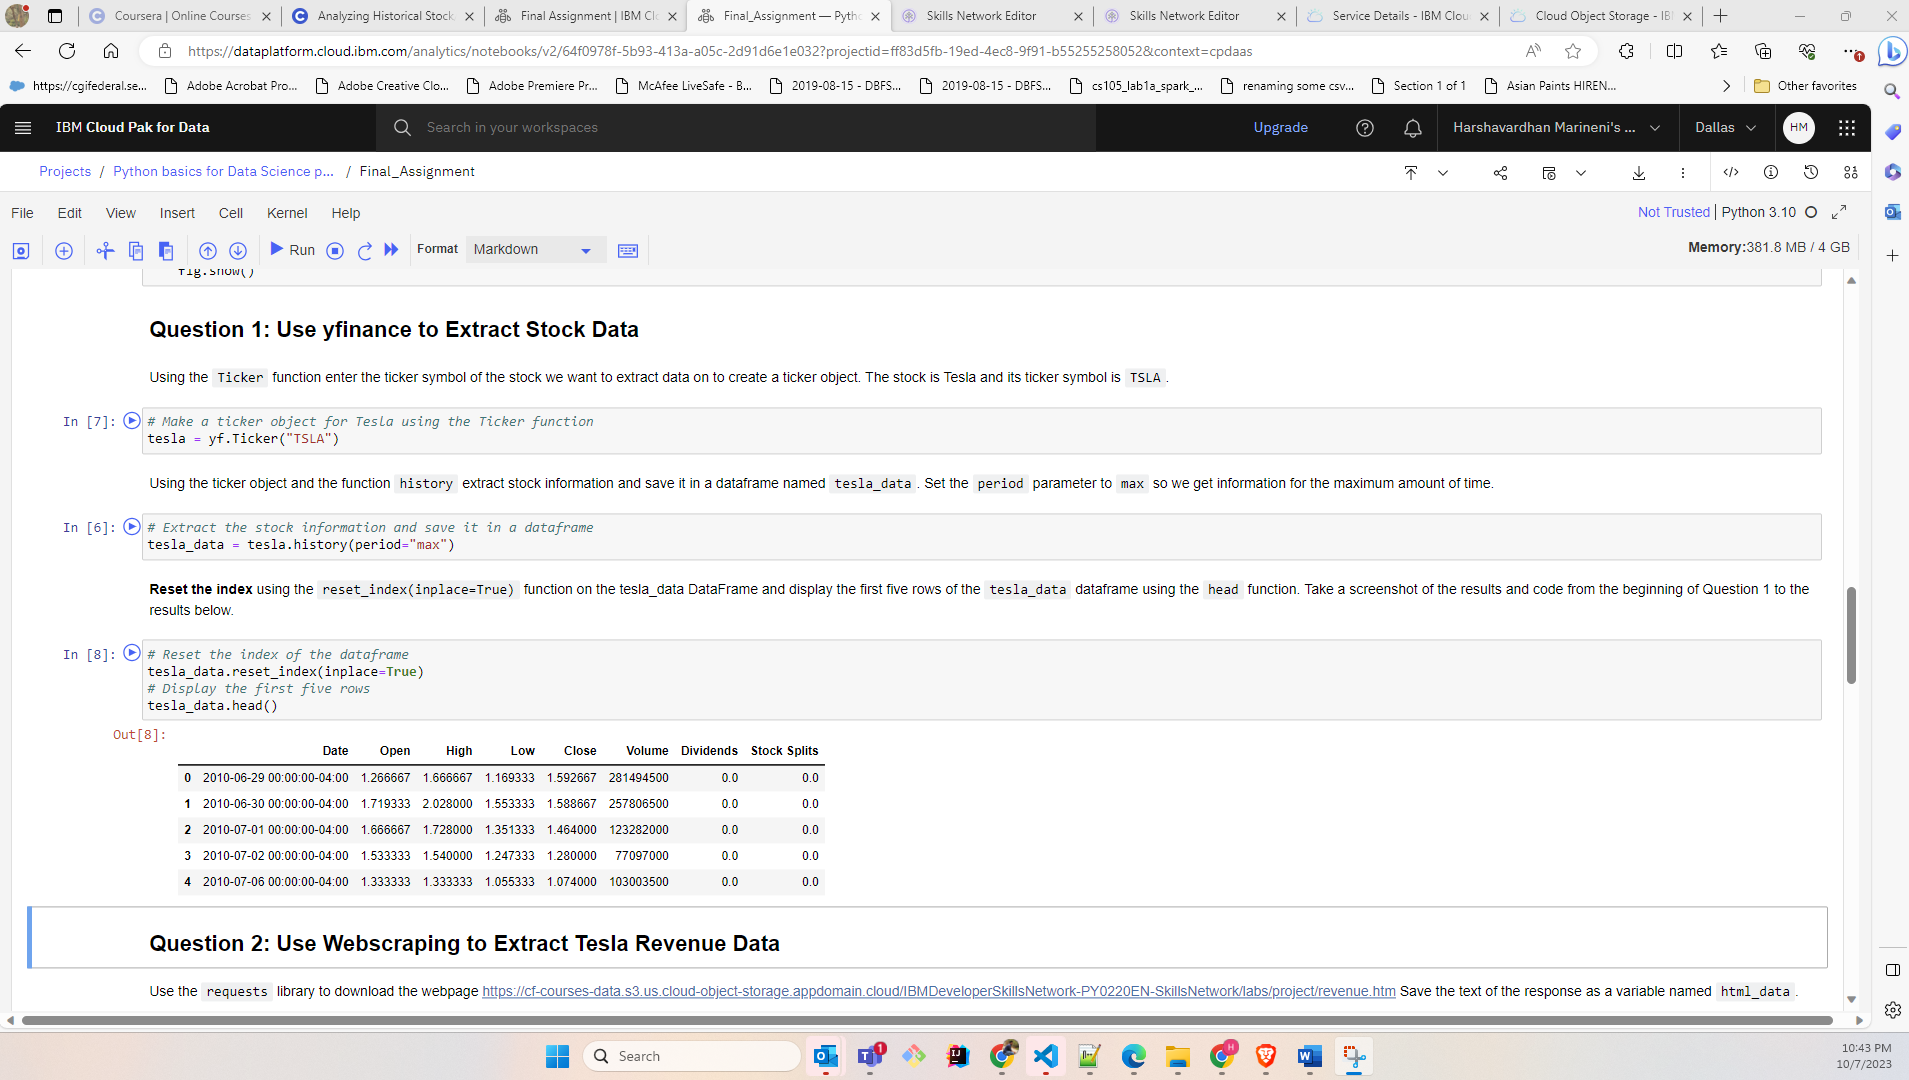 Coursera | Online Courses
Analyzing Historical Stock
Final Assignment | IBM Cl
Final_Assignment — Pyth
Skills Network Editor
Skills Network Editor
Service Details - IBM Clou
Cloud Object Storage - IB
https://dataplatform.cloud.ibm.com/analytics/notebooks/v2/64f0978f-5b93-413a-a05c-2d91d6e1e032?projectid=ff83d5fb-19ed-4ec8-9f91-b55255258052&context=cpdaas
https://cgifederal.se...
Adobe Acrobat Pro...
Adobe Creative Clo...
Adobe Premiere Pr...
McAfee LiveSafe - B...
2019-08-15 - DBFS...
2019-08-15 - DBFS...
cs105_lab1a_spark_...
renaming some csv...
Section 1 of 1
Asian Paints HIREN...
Other favorites
IBM Cloud Pak for Data
Search in your workspaces
Upgrade
Harshavardhan Marineni's ...
Dallas
HM
Projects / Python basics for Data Science p... / Final_Assignment
File Edit View Insert Cell Kernel Help
Not Trusted | Python 3.10
Run
Format
Markdown
Memory:381.8 MB / 4 GB
fig.show()
Question 1: Use yfinance to Extract Stock Data
Using the Ticker function enter the ticker symbol of the stock we want to extract data on to create a ticker object. The stock is Tesla and its ticker symbol is TSLA.
In [7]:
# Make a ticker object for Tesla using the Ticker function
tesla = yf.Ticker("TSLA")
Using the ticker object and the function history extract stock information and save it in a dataframe named tesla_data. Set the period parameter to max so we get information for the maximum amount of time.
In [6]:
# Extract the stock information and save it in a dataframe
tesla_data = tesla.history(period="max")
Reset the index using the reset_index(inplace=True) function on the tesla_data DataFrame and display the first five rows of the tesla_data dataframe using the head function. Take a screenshot of the results and code from the beginning of Question 1 to the
results below.
In [8]:
# Reset the index of the dataframe
tesla_data.reset_index(inplace=True)
# Display the first five rows
tesla_data.head()
Out[8]:
Date Open High Low Close Volume Dividends Stock Splits
0 2010-06-29 00:00:00-04:00 1.266667 1.666667 1.169333 1.592667 281494500 0.0 0.0
1 2010-06-30 00:00:00-04:00 1.719333 2.028000 1.553333 1.588667 257806500 0.0 0.0
2 2010-07-01 00:00:00-04:00 1.666667 1.728000 1.351333 1.464000 123282000 0.0 0.0
3 2010-07-02 00:00:00-04:00 1.533333 1.540000 1.247333 1.280000 77097000 0.0 0.0
4 2010-07-06 00:00:00-04:00 1.333333 1.333333 1.055333 1.074000 103003500 0.0 0.0
Question 2: Use Webscraping to Extract Tesla Revenue Data
Use the requests library to download the webpage https://cf-courses-data.s3.us.cloud-object-storage.appdomain.cloud/IBMDeveloperSkillsNetwork-PY0220EN-SkillsNetwork/labs/project/revenue.htm Save the text of the response as a variable named html_data.
Search
10:43 PM
10/7/2023